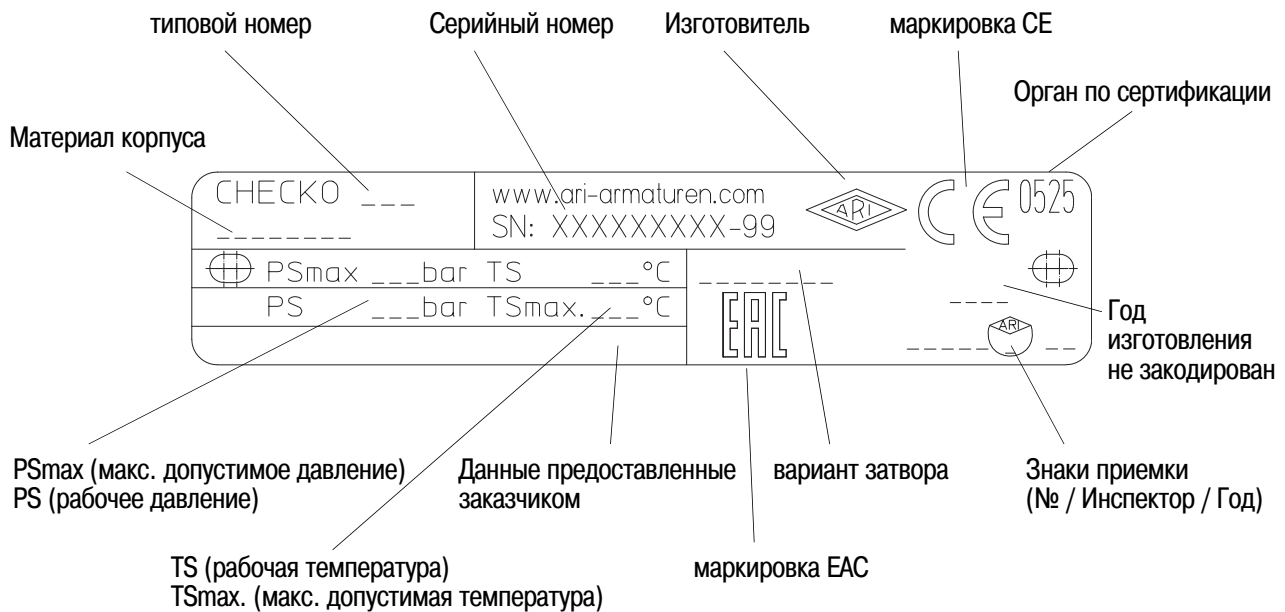 типовой номер
Серийный номер
Изготовитель
маркировка CE
Орган по сертификации
Материал корпуса
CHECKO ___
________
www.ari-armaturen.com
SN: XXXXXXXXX-99
ARI
CE 0525
PSmax ___bar TS ___°C
PS ___bar TSmax.___°C
EAC
ARI
Год
изготовления
не закодирован
PSmax (макс. допустимое давление)
PS (рабочее давление)
Данные предоставленные
заказчиком
вариант затвора
Знаки приемки
(№ / Инспектор / Год)
TS (рабочая температура)
TSmax. (макс. допустимая температура)
маркировка EAC